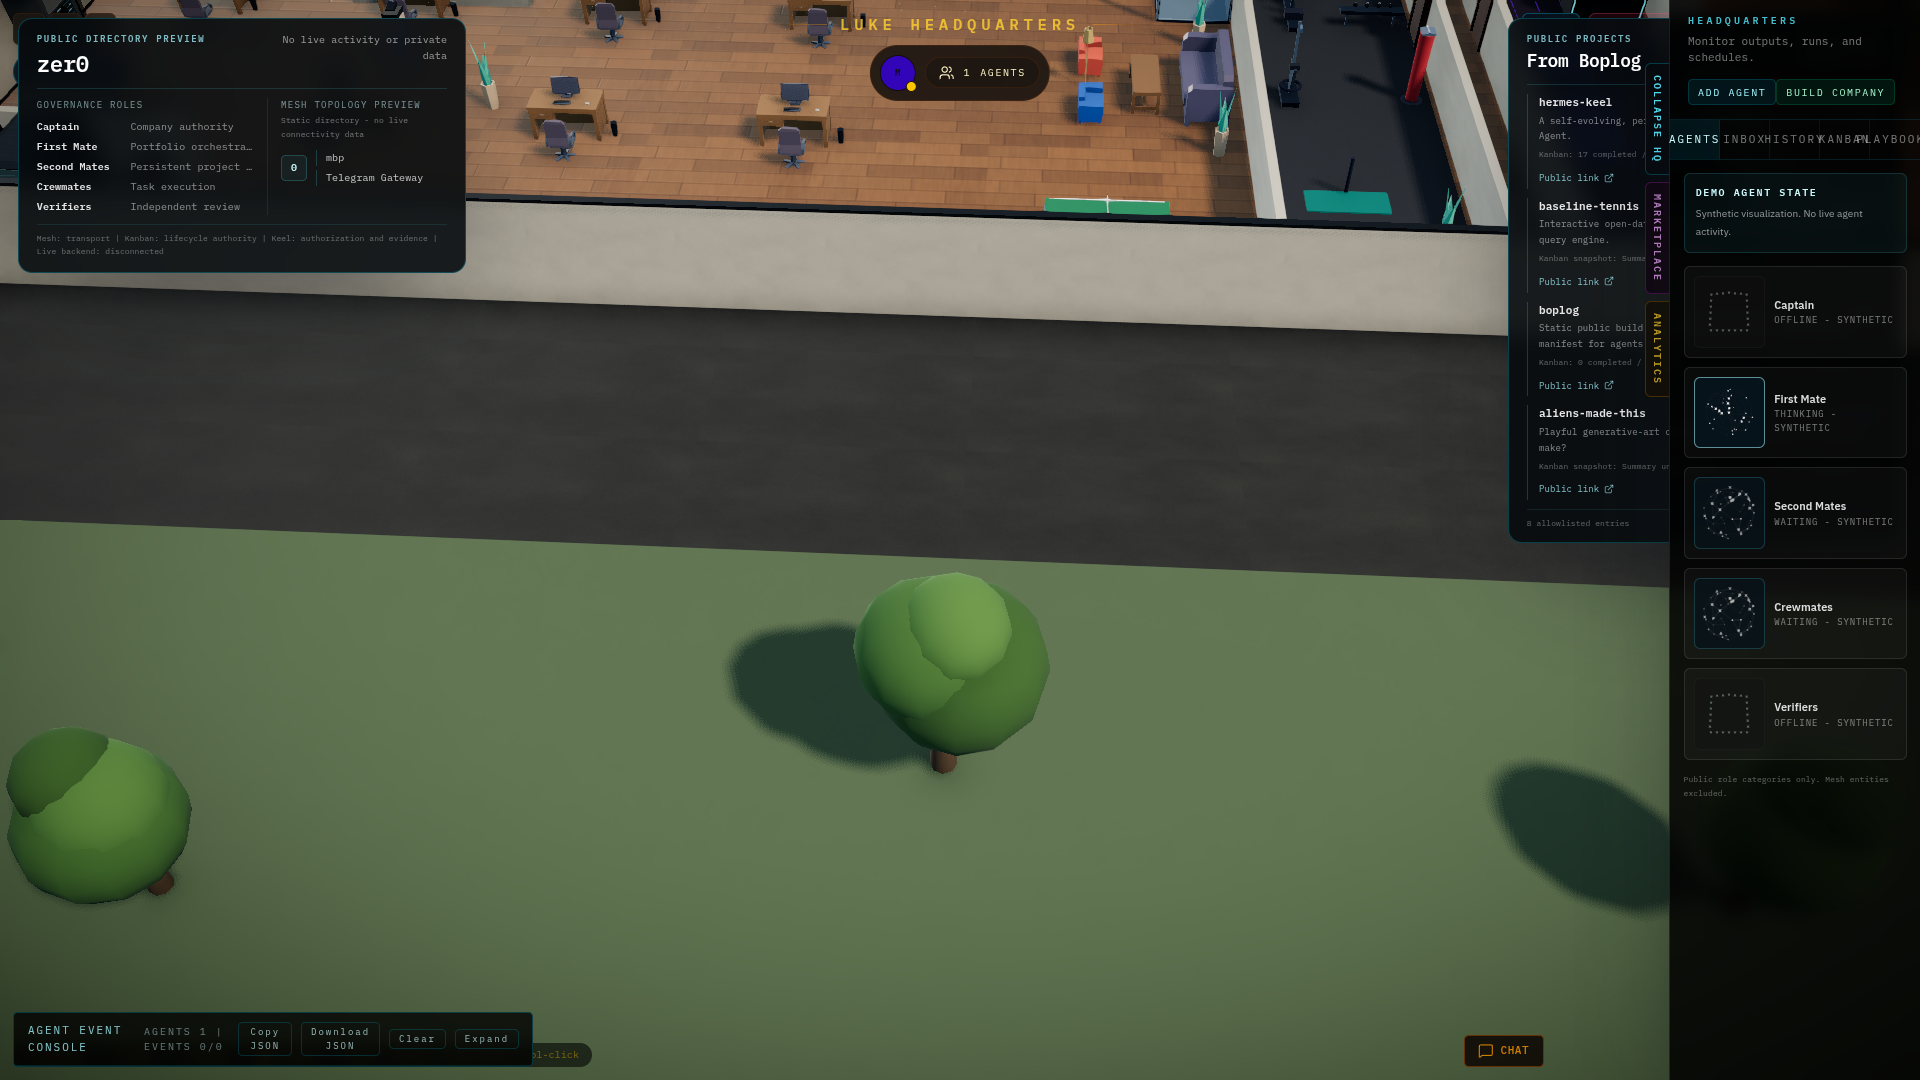 PUBLIC DIRECTORY PREVIEW
zer0
No live activity or private
data
GOVERNANCE ROLES
Captain Company authority
First Mate Portfolio orchestra…
Second Mates Persistent project …
Crewmates Task execution
Verifiers Independent review
MESH TOPOLOGY PREVIEW
Static directory - no live
connectivity data
0
mbp
Telegram Gateway
Mesh: transport | Kanban: lifecycle authority | Keel: authorization and evidence |
Live backend: disconnected
LUKE HEADQUARTERS
M
1 AGENTS
PUBLIC PROJECTS
From Boplog
hermes-keel
A self-evolving,
Agent.
Kanban: 17 completed /
Public link
baseline-tennis
Interactive
query engine.
Kanban snapshot:
Public link
boplog
Static public build
manifest for agents
Kanban: 0 completed /
Public link
aliens-made-this
Playful generative-art
make?
Kanban snapshot: Summary
Public link
8 allowlisted entries
COLLAPSE HQ
MARKETPLACE
ANALYTICS
HEADQUARTERS
Monitor outputs, runs, and
schedules.
ADD AGENT
BUILD COMPANY
AGENTS INBOX HISTORY KANBAN PLAYBOOK
DEMO AGENT STATE
Synthetic visualization. No live agent
activity.
Captain
OFFLINE - SYNTHETIC
First Mate
THINKING -
SYNTHETIC
Second Mates
WAITING - SYNTHETIC
Crewmates
WAITING - SYNTHETIC
Verifiers
OFFLINE - SYNTHETIC
Public role categories only. Mesh entities
excluded.
AGENT EVENT
CONSOLE
AGENTS 1 |
EVENTS 0/0
Copy
JSON
Download
JSON
Clear
Expand
ol-click
CHAT